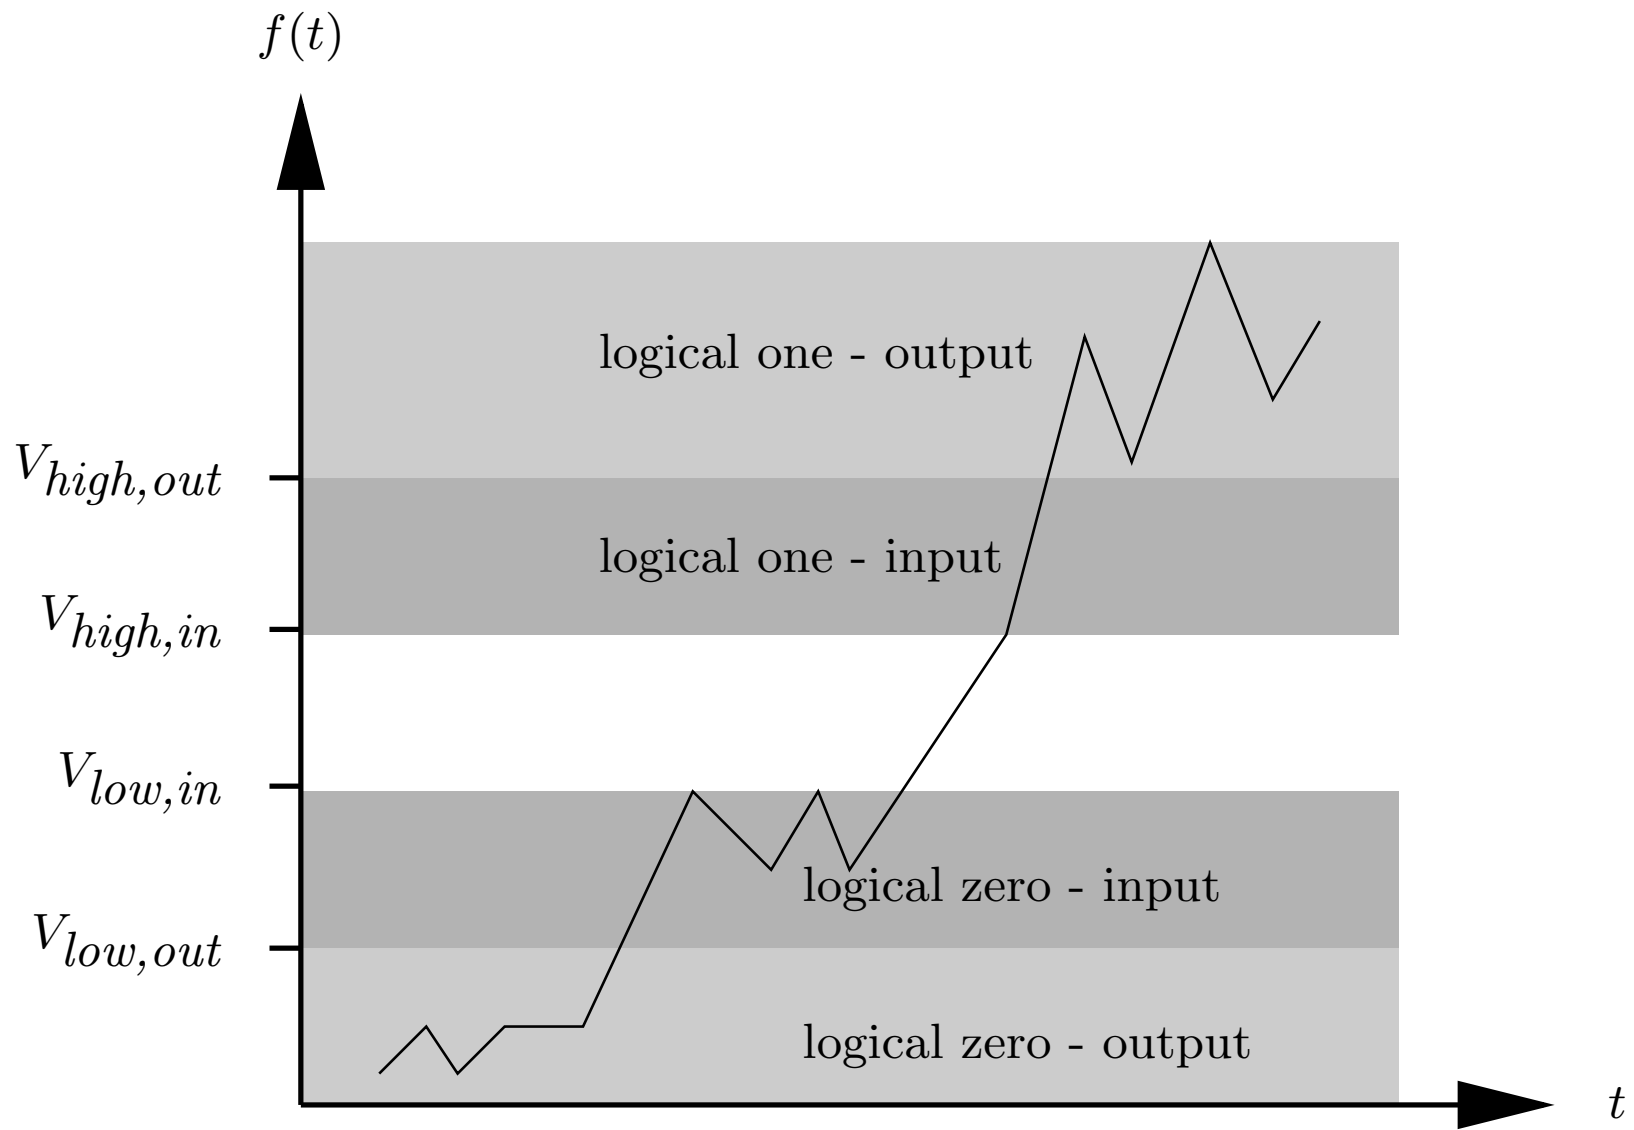 f(t)
logical one - output
V_{high,out}
logical one - input
V_{high,in}
V_{low,in}
logical zero - input
V_{low,out}
logical zero - output
t